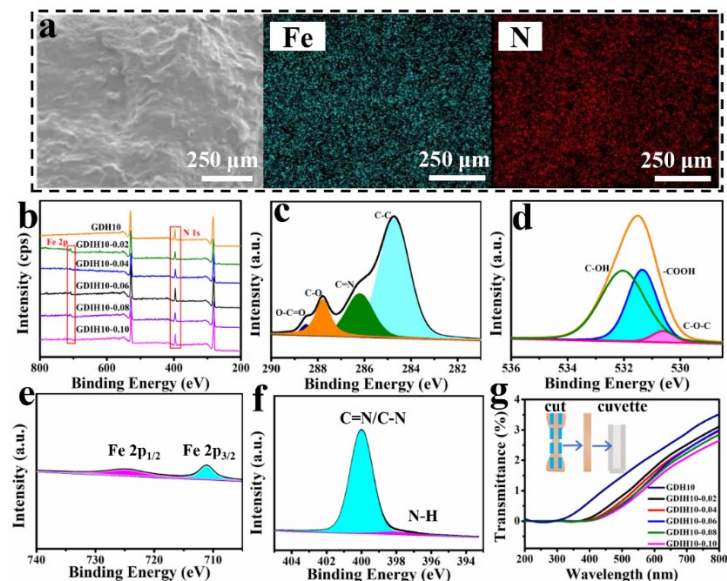 a
Fe
N
250 μm
250 μm
250 μm
b
Intensity (cps)
GDH10
Fe 2p
N 1s
GDIH10-0.02
GDIH10-0.04
GDIH10-0.06
GDIH10-0.08
GDIH10-0.10
800 700 600 500 400 300 200
Binding Energy (eV)
c
Intensity (a.u.)
C-C
C=N
C-O
O-C=O
290 288 286 284 282
Binding Energy (eV)
d
Intensity (a.u.)
C-OH
-COOH
C-O-C
536 534 532 530
Binding Energy (eV)
e
Intensity (a.u.)
Fe 2p1/2
Fe 2p3/2
740 725 710
Binding Energy (eV)
f
Intensity (a.u.)
C=N/C-N
N-H
404 402 400 398 396 394
Binding Energy (eV)
g
Transmittance (%)
4
3
2
1
0
cut
cuvette
GDH10
GDIH10-0.02
GDIH10-0.04
GDIH10-0.06
GDIH10-0.08
GDIH10-0.10
200 300 400 500 600 700 800
Wavelength nm)